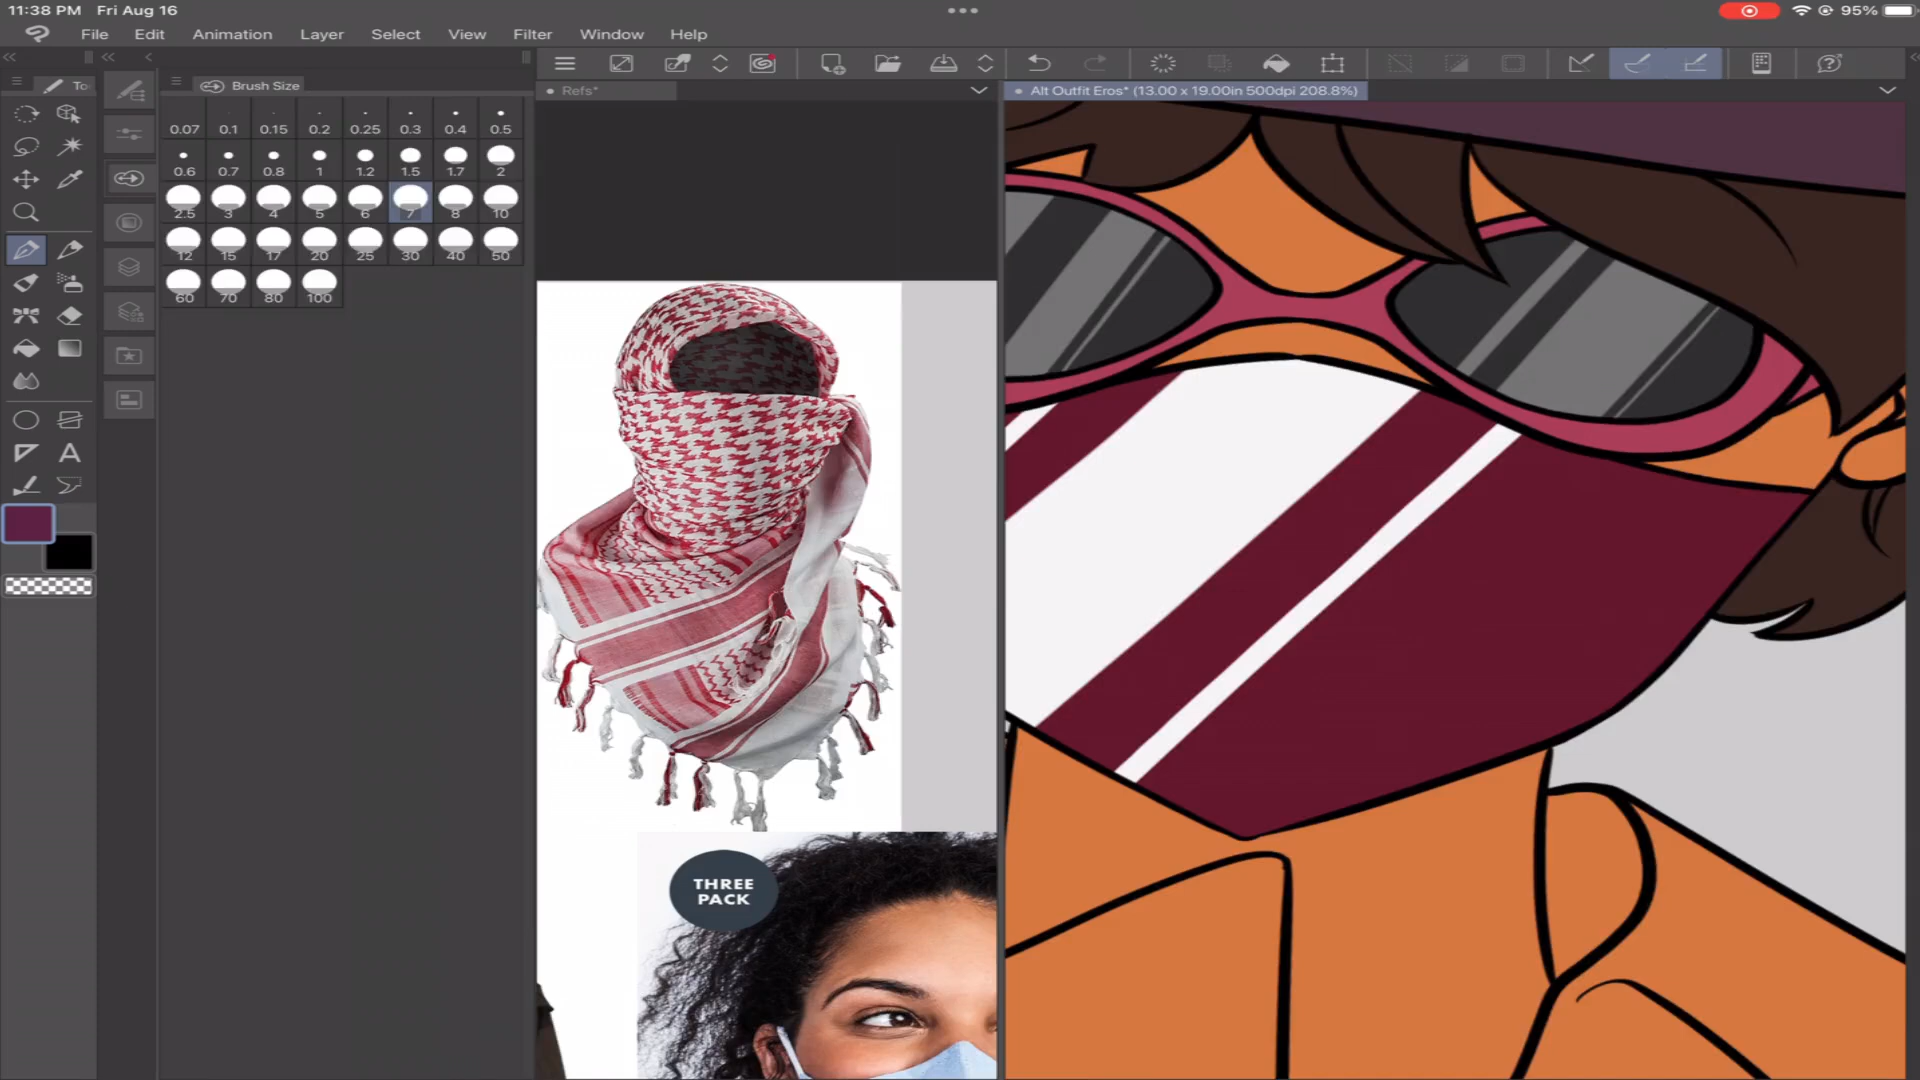 11:38 PM Fri Aug 16
95%
File Edit Animation Layer Select View Filter Window Help
To
Brush Size
Refs*
Alt Outfit Eros* (13.00 x 19.00in 500dpi 208.8%)
0.07 0.1 0.15 0.2 0.25 0.3 0.4 0.5
0.6 0.7 0.8 1 1.2 1.5 1.7 2
2.5 3 4 5 6 7 8 10
12 15 17 20 25 30 40 50
60 70 80 100
A
THREE
PACK